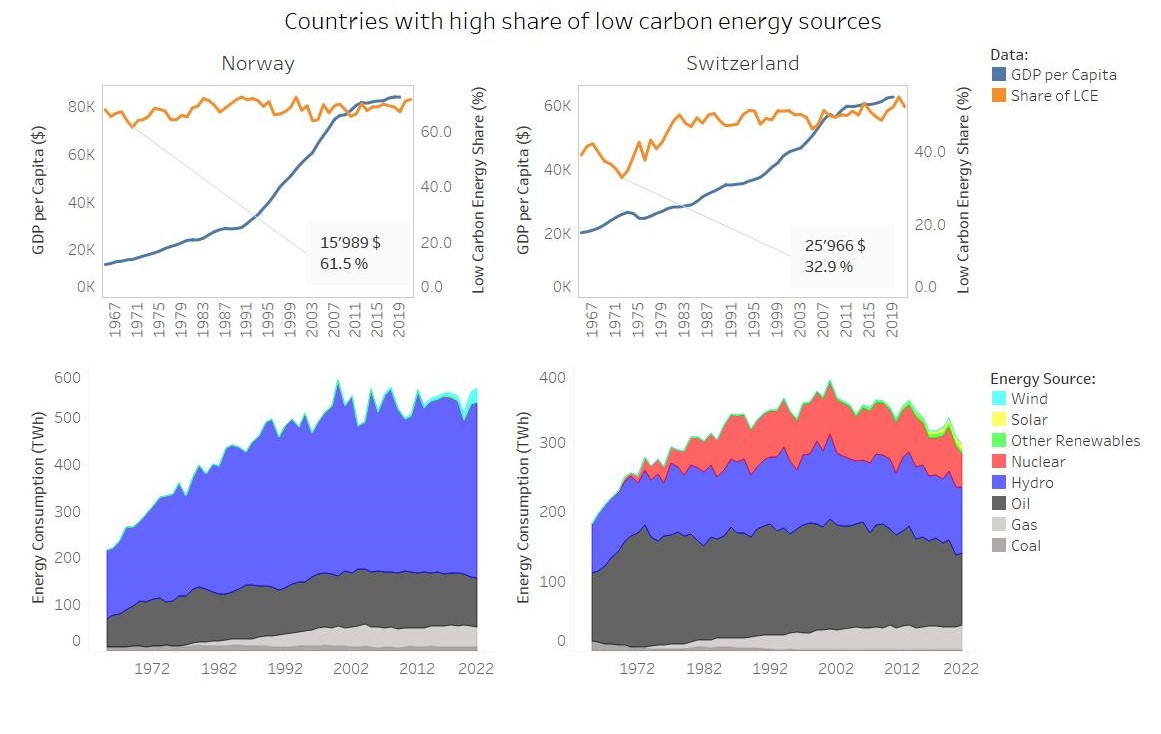 Countries with high share of low carbon energy sources
Norway
Switzerland
Data:
GDP per Capita
Share of LCE
GDP per Capita ($)
80K
60K
40K
20K
0K
60.0
40.0
20.0
0.0
Low Carbon Energy Share (%)
15’989 $
61.5 %
1967
1971
1975
1979
1983
1987
1991
1995
1999
2003
2007
2011
2015
2019
GDP per Capita ($)
60K
40K
20K
0K
40.0
20.0
0.0
Low Carbon Energy Share (%)
25’966 $
32.9 %
1967
1971
1975
1979
1983
1987
1991
1995
1999
2003
2007
2011
2015
2019
Energy Consumption (TWh)
600
500
400
300
200
100
0
1972
1982
1992
2002
2012
2022
Energy Consumption (TWh)
400
300
200
100
0
1972
1982
1992
2002
2012
2022
Energy Source:
Wind
Solar
Other Renewables
Nuclear
Hydro
Oil
Gas
Coal